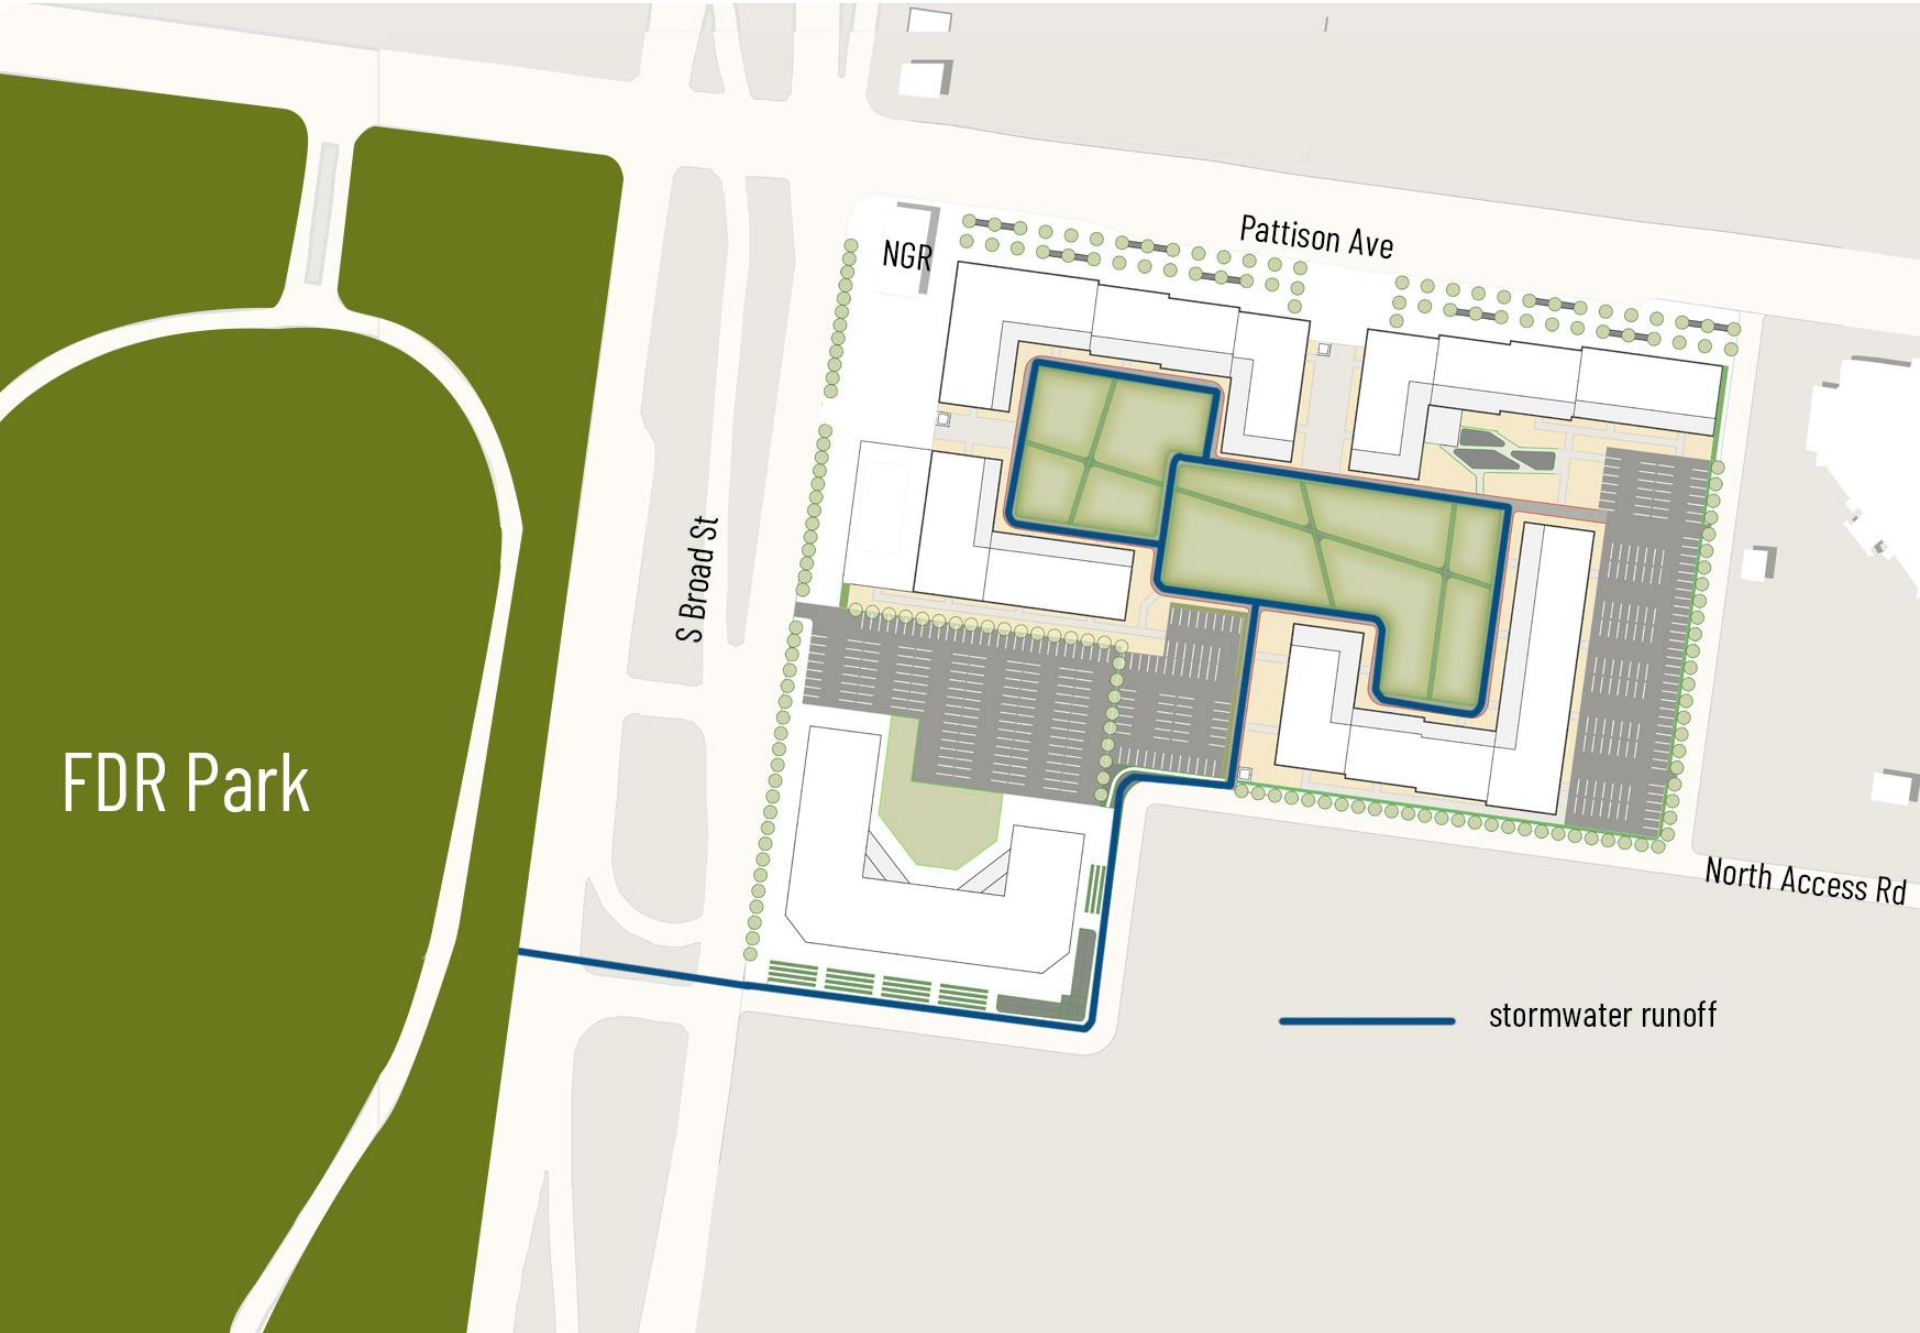 Pattison Ave
NGR
S Broad St
FDR Park
North Access Rd
stormwater runoff